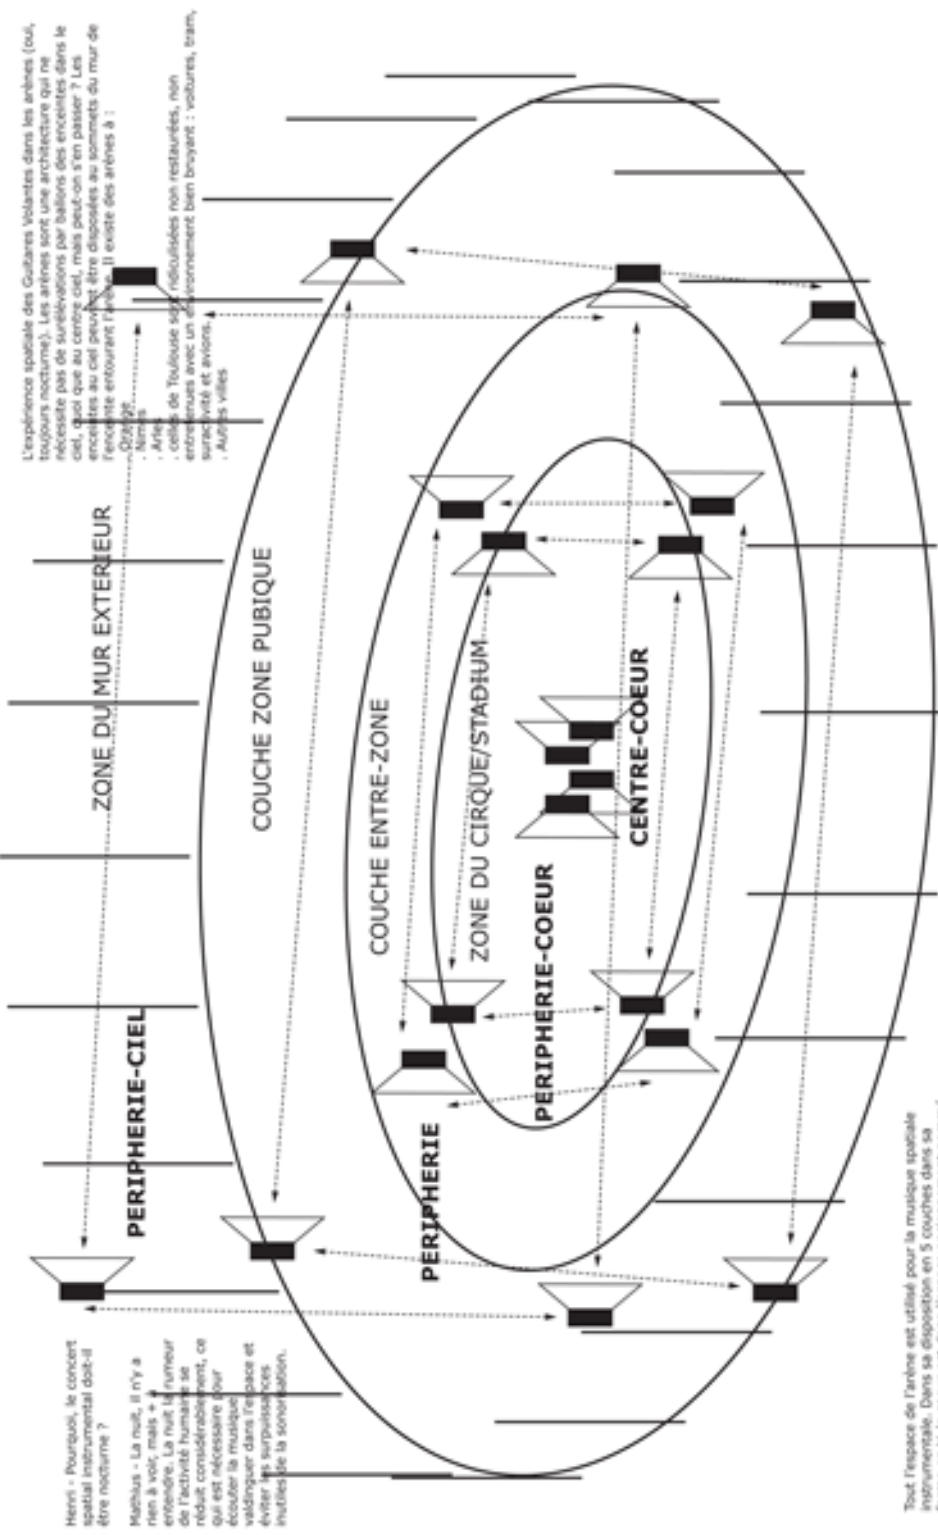 L'expérience spatiale des Guitares Volantes dans les arènes (oui,
toujours nocturne). Les arènes sont une architecture qui ne
nécessite pas de surélévations par ballons des enceintes dans le
ciel, quoi que au centre ciel, mais peut-on s'en passer ? Les
enceintes au ciel peuvent être disposées au sommets du mur de
l'enceinte entourant l'arène. Il existe des arènes à :
. Orange
. Nîmes
. Arles
. celles de Toulouse sont ridiculisées non restaurées, non
entretenues avec un environnement bien bruyant : voitures, tram,
suractivité et avions.
. Autres villes
ZONE DU MUR EXTERIEUR
COUCHE ZONE PUBIQUE
COUCHE ENTRE-ZONE
ZONE DU CIRQUE/STADIUM
CENTRE-COEUR
PERIPHERIE-COEUR
PERIPHERIE
PERIPHERIE-CIEL
Henri - Pourquoi, le concert
spatial instrumental doit-il
être nocturne ?
Mathius - La nuit, il n'y a
rien à voir, mais + à
entendre. La nuit la rumeur
de l'activité humaine se
réduit considérablement, ce
qui est nécessaire pour
écouter la musique
valdinguer dans l'espace et
éviter les surpuissances
inutiles de la sonorisation.
Tout l'espace de l'arène est utilisé pour la musique spatiale
instrumentale. Dans sa disposition en 5 couches dans sa